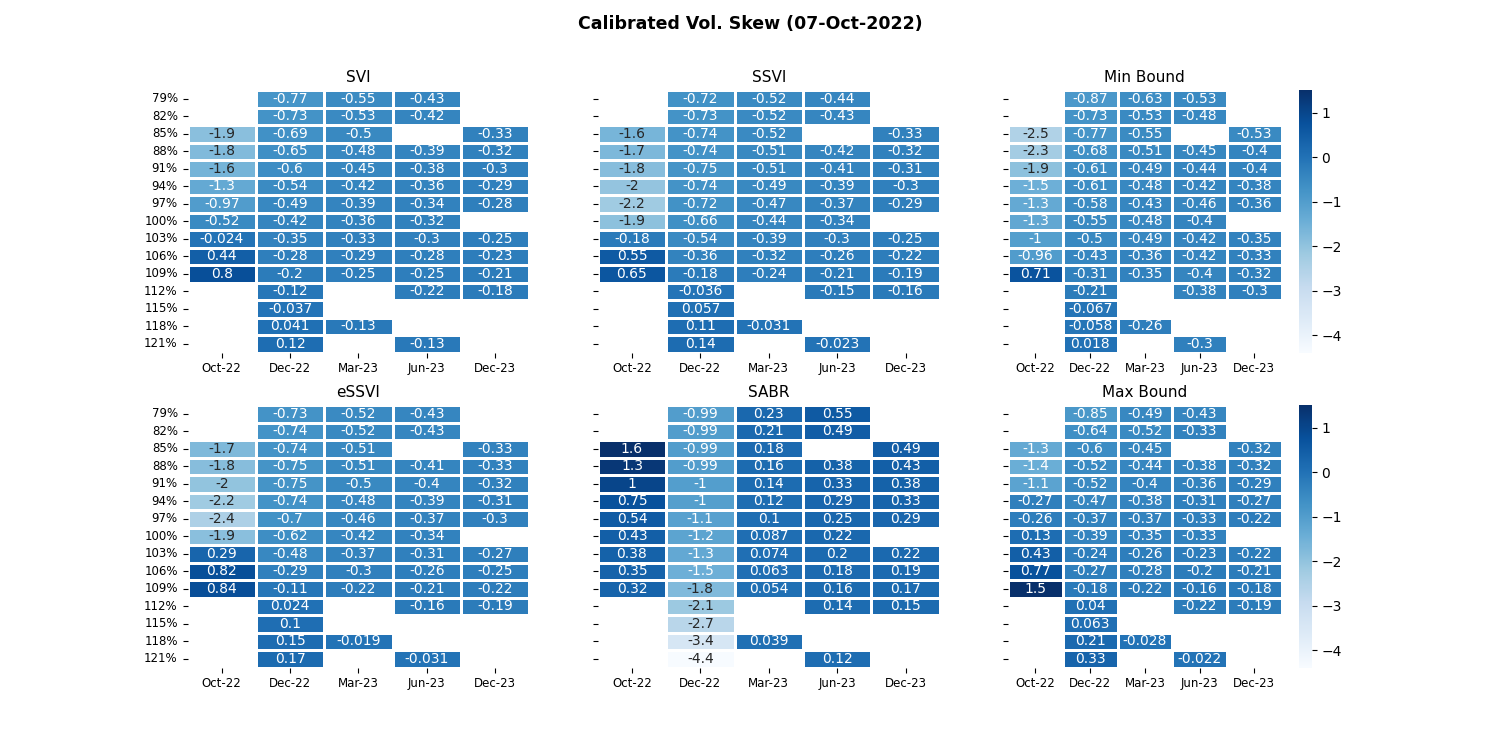 Calibrated Vol. Skew (07-Oct-2022)
SVI SSVI Min Bound
79% -0.77 -0.55 -0.43 -0.72 -0.52 -0.44 -0.87 -0.63 -0.53
82% -0.73 -0.53 -0.42 -0.73 -0.52 -0.43 -0.73 -0.53 -0.48
85% -1.9 -0.69 -0.5 -0.33 -1.6 -0.74 -0.52 -0.33 -2.5 -0.77 -0.55 -0.53
88% -1.8 -0.65 -0.48 -0.39 -0.32 -1.7 -0.74 -0.51 -0.42 -0.32 -2.3 -0.68 -0.51 -0.45 -0.4
91% -1.6 -0.6 -0.45 -0.38 -0.3 -1.8 -0.75 -0.51 -0.41 -0.31 -1.9 -0.61 -0.49 -0.44 -0.4
94% -1.3 -0.54 -0.42 -0.36 -0.29 -2 -0.74 -0.49 -0.39 -0.3 -1.5 -0.61 -0.48 -0.42 -0.38
97% -0.97 -0.49 -0.39 -0.34 -0.28 -2.2 -0.72 -0.47 -0.37 -0.29 -1.3 -0.58 -0.43 -0.46 -0.36
100% -0.52 -0.42 -0.36 -0.32 -1.9 -0.66 -0.44 -0.34 -1.3 -0.55 -0.48 -0.4
103% -0.024 -0.35 -0.33 -0.3 -0.25 -0.18 -0.54 -0.39 -0.3 -0.25 -1 -0.5 -0.49 -0.42 -0.35
106% 0.44 -0.28 -0.29 -0.28 -0.23 0.55 -0.36 -0.32 -0.26 -0.22 -0.96 -0.43 -0.36 -0.42 -0.33
109% 0.8 -0.2 -0.25 -0.25 -0.21 0.65 -0.18 -0.24 -0.21 -0.19 0.71 -0.31 -0.35 -0.4 -0.32
112% -0.12 -0.22 -0.18 -0.036 -0.15 -0.16 -0.21 -0.38 -0.3
115% -0.037 0.057 -0.067
118% 0.041 -0.13 0.11 -0.031 -0.058 -0.26
121% 0.12 -0.13 0.14 -0.023 0.018 -0.3
Oct-22 Dec-22 Mar-23 Jun-23 Dec-23 Oct-22 Dec-22 Mar-23 Jun-23 Dec-23 Oct-22 Dec-22 Mar-23 Jun-23 Dec-23
1
0
−1
−2
−3
−4
eSSVI SABR Max Bound
79% -0.73 -0.52 -0.43 -0.99 0.23 0.55 -0.85 -0.49 -0.43
82% -0.74 -0.52 -0.43 -0.99 0.21 0.49 -0.64 -0.52 -0.33
85% -1.7 -0.74 -0.51 -0.33 1.6 -0.99 0.18 0.49 -1.3 -0.6 -0.45 -0.32
88% -1.8 -0.75 -0.51 -0.41 -0.33 1.3 -0.99 0.16 0.38 0.43 -1.4 -0.52 -0.44 -0.38 -0.32
91% -2 -0.75 -0.5 -0.4 -0.32 1 -1 0.14 0.33 0.38 -1.1 -0.52 -0.4 -0.36 -0.29
94% -2.2 -0.74 -0.48 -0.39 -0.31 0.75 -1 0.12 0.29 0.33 -0.27 -0.47 -0.38 -0.31 -0.27
97% -2.4 -0.7 -0.46 -0.37 -0.3 0.54 -1.1 0.1 0.25 0.29 -0.26 -0.37 -0.37 -0.33 -0.22
100% -1.9 -0.62 -0.42 -0.34 0.43 -1.2 0.087 0.22 0.13 -0.39 -0.35 -0.33
103% 0.29 -0.48 -0.37 -0.31 -0.27 0.38 -1.3 0.074 0.2 0.22 0.43 -0.24 -0.26 -0.23 -0.22
106% 0.82 -0.29 -0.3 -0.26 -0.25 0.35 -1.5 0.063 0.18 0.19 0.77 -0.27 -0.28 -0.2 -0.21
109% 0.84 -0.11 -0.22 -0.21 -0.22 0.32 -1.8 0.054 0.16 0.17 1.5 -0.18 -0.22 -0.16 -0.18
112% 0.024 -0.16 -0.19 -2.1 0.14 0.15 0.04 -0.22 -0.19
115% 0.1 -2.7 0.063
118% 0.15 -0.019 -3.4 0.039 0.21 -0.028
121% 0.17 -0.031 -4.4 0.12 0.33 -0.022
Oct-22 Dec-22 Mar-23 Jun-23 Dec-23 Oct-22 Dec-22 Mar-23 Jun-23 Dec-23 Oct-22 Dec-22 Mar-23 Jun-23 Dec-23
1
0
−1
−2
−3
−4